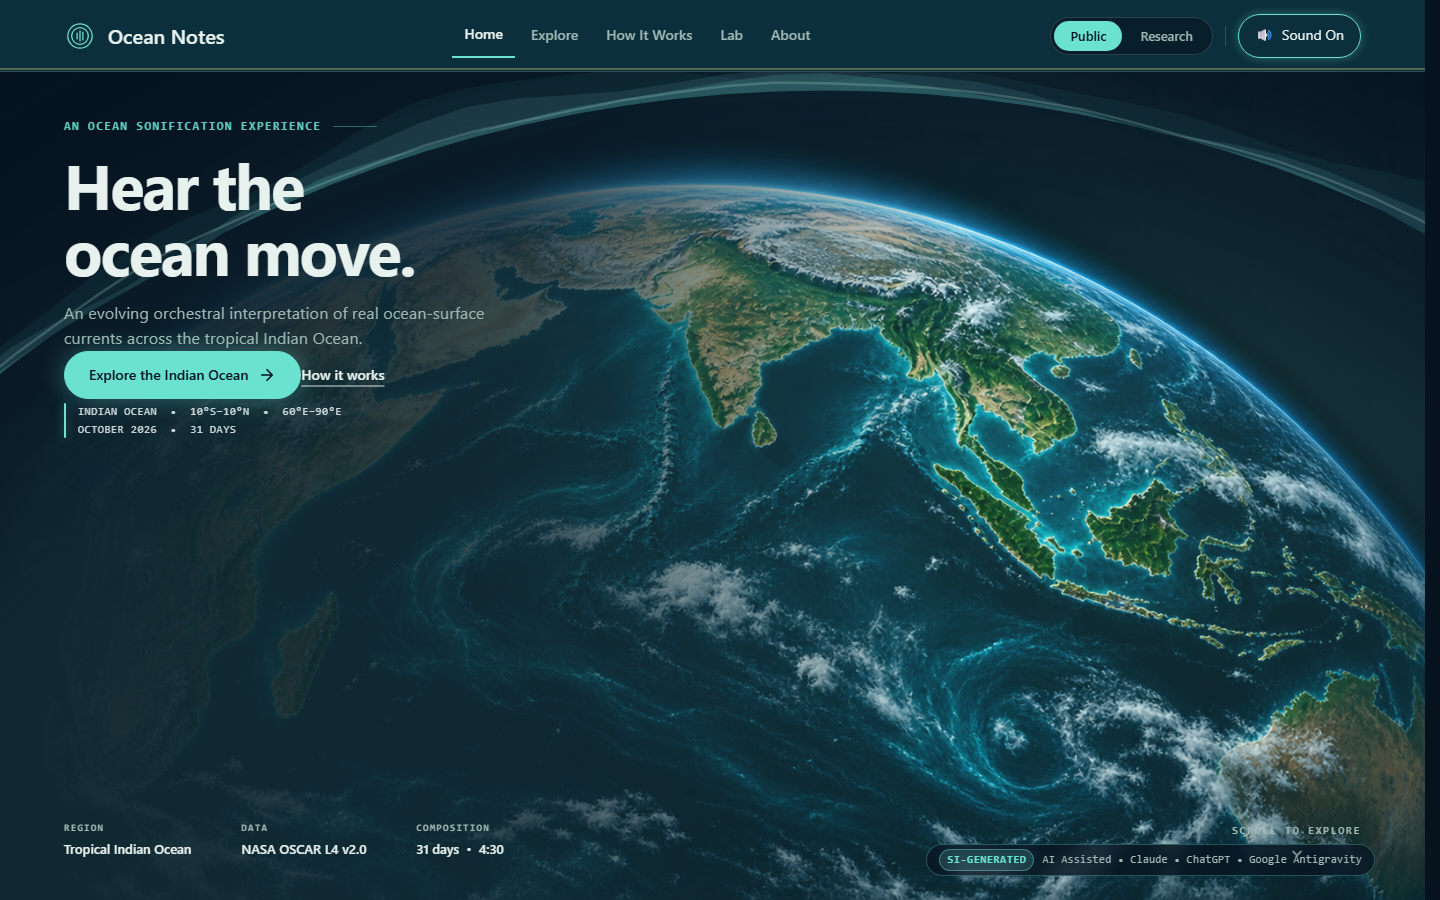 Ocean Notes
Home
Explore
How It Works
Lab
About
Public
Research
Sound On
AN OCEAN SONIFICATION EXPERIENCE
Hear the
ocean move.
An evolving orchestral interpretation of real ocean-surface
currents across the tropical Indian Ocean.
Explore the Indian Ocean →
How it works
INDIAN OCEAN • 10°S–10°N • 60°E–90°E
OCTOBER 2026 • 31 DAYS
REGION
Tropical Indian Ocean
DATA
NASA OSCAR L4 v2.0
COMPOSITION
31 days • 4:30
SCROLL TO EXPLORE
SI-GENERATED AI Assisted • Claude • ChatGPT • Google Antigravity